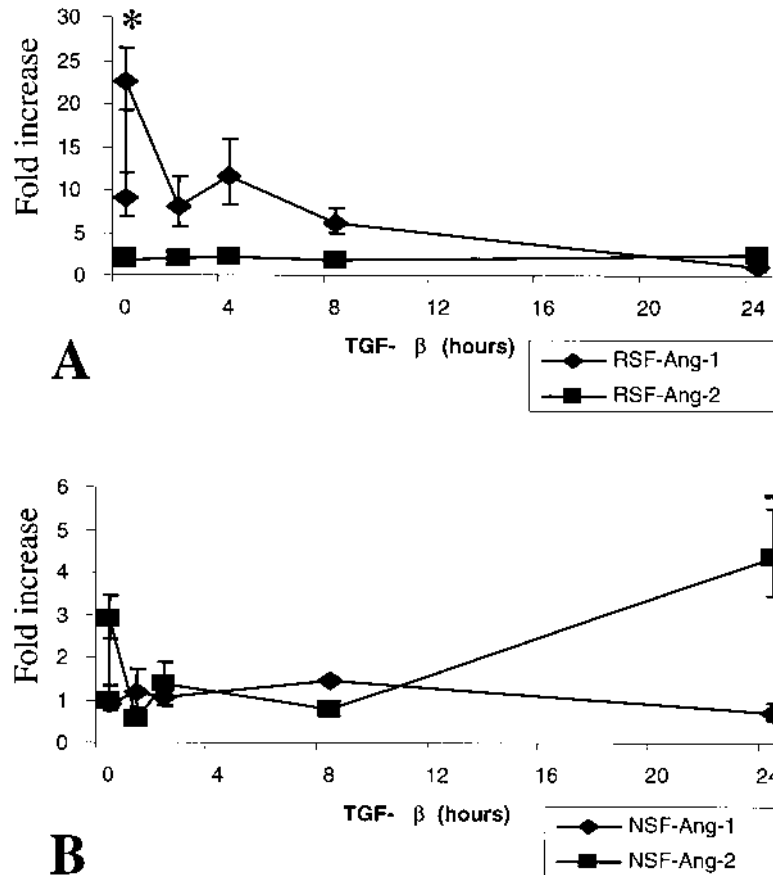 *
30
25
20
15
10
5
0
Fold increase
0 4 8 12 16 20 24
TGF- β (hours)
A
RSF-Ang-1
RSF-Ang-2
6
5
4
3
2
1
0
Fold increase
0 4 8 12 16 20 24
TGF- β (hours)
B
NSF-Ang-1
NSF-Ang-2